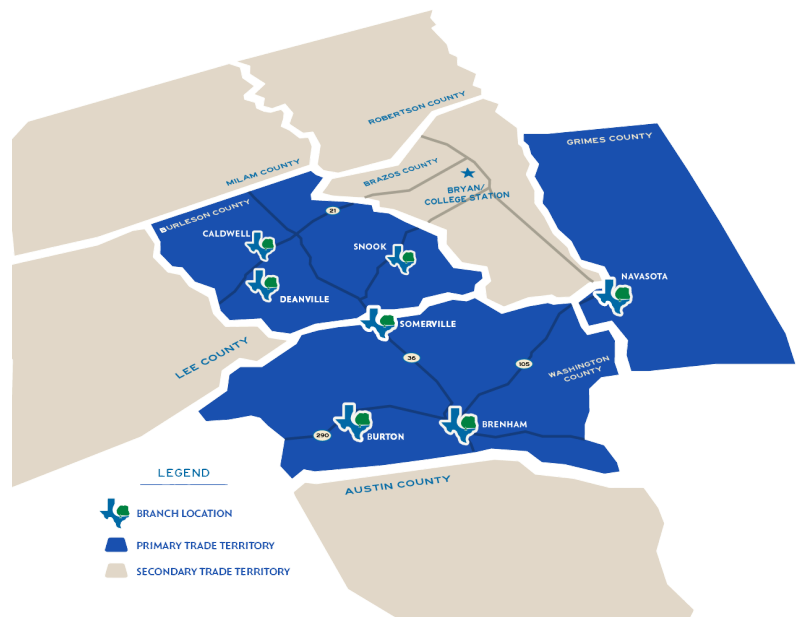 ROBERTSON COUNTY
GRIMES COUNTY
MILAM COUNTY
BRAZOS COUNTY
BRYAN/
COLLEGE STATION
BURLESON COUNTY
21
CALDWELL
SNOOK
NAVASOTA
DEANVILLE
SOMERVILLE
LEE COUNTY
36
105
WASHINGTON
COUNTY
BURTON
BRENHAM
290
LEGEND
AUSTIN COUNTY
BRANCH LOCATION
PRIMARY TRADE TERRITORY
SECONDARY TRADE TERRITORY